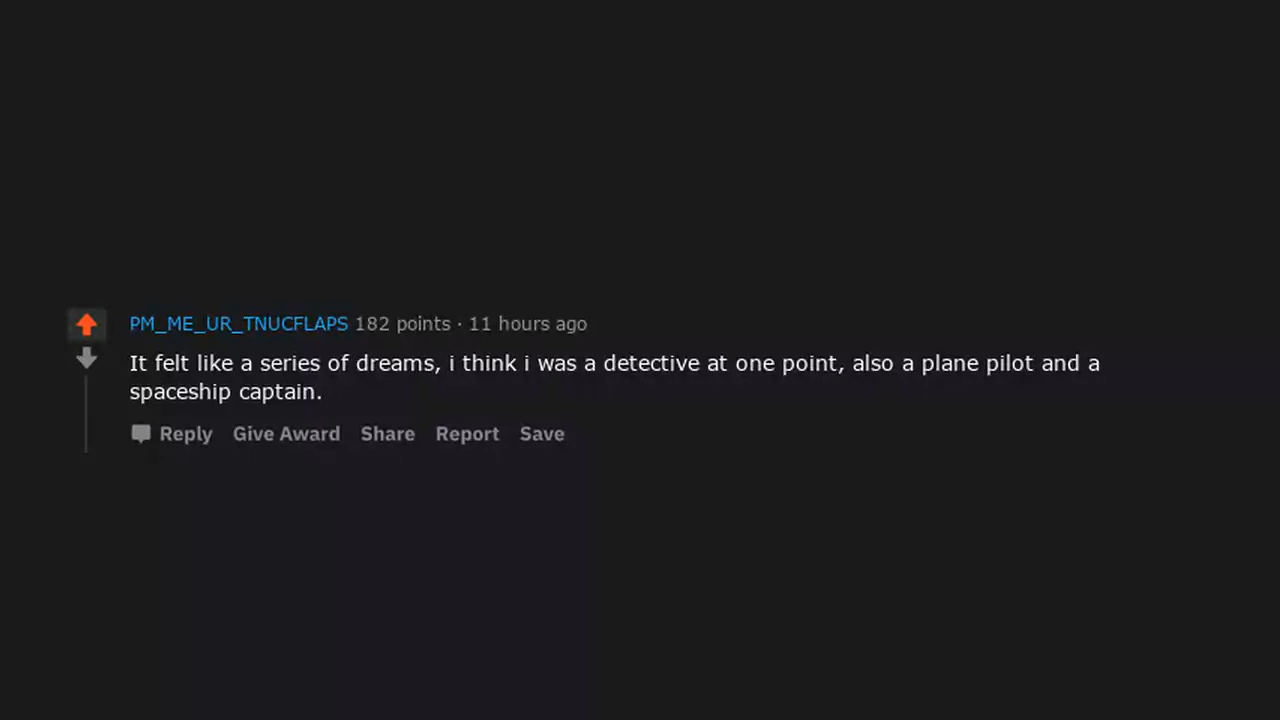 PM_ME_UR_TNUCFLAPS 182 points · 11 hours ago
It felt like a series of dreams, i think i was a detective at one point, also a plane pilot and a
spaceship captain.
Reply Give Award Share Report Save